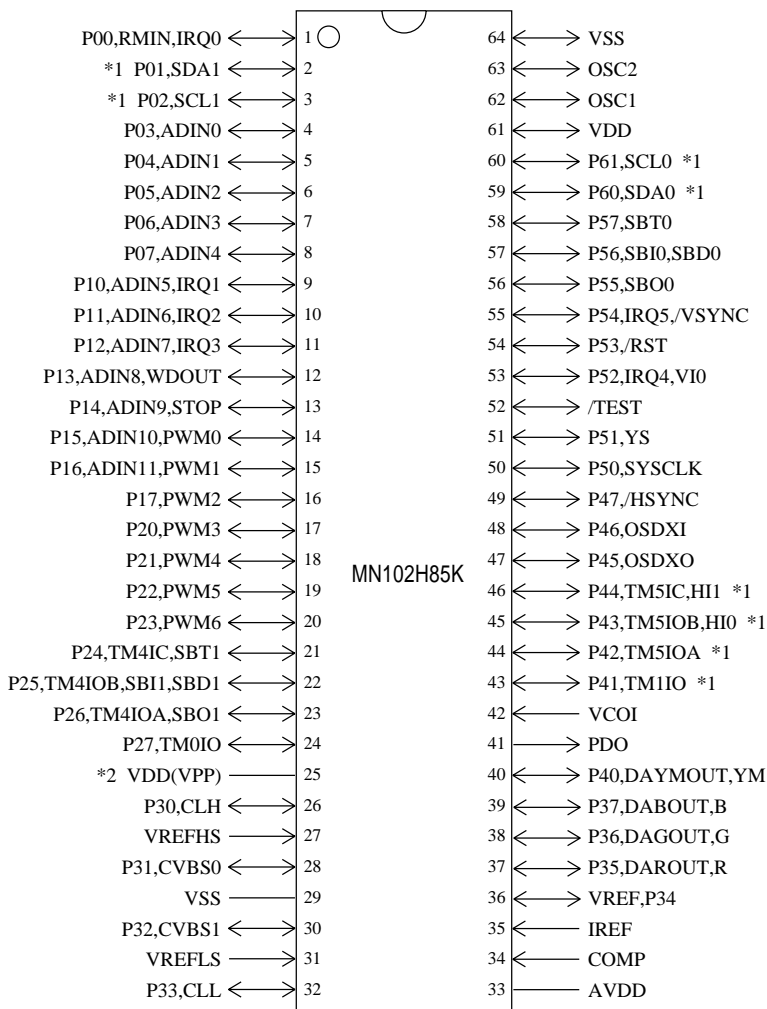 P00,RMIN,IRQ0 1 64 VSS
*1 P01,SDA1 2 63 OSC2
*1 P02,SCL1 3 62 OSC1
P03,ADIN0 4 61 VDD
P04,ADIN1 5 60 P61,SCL0 *1
P05,ADIN2 6 59 P60,SDA0 *1
P06,ADIN3 7 58 P57,SBT0
P07,ADIN4 8 57 P56,SBI0,SBD0
P10,ADIN5,IRQ1 9 56 P55,SBO0
P11,ADIN6,IRQ2 10 55 P54,IRQ5,/VSYNC
P12,ADIN7,IRQ3 11 54 P53,/RST
P13,ADIN8,WDOUT 12 53 P52,IRQ4,VI0
P14,ADIN9,STOP 13 52 /TEST
P15,ADIN10,PWM0 14 51 P51,YS
P16,ADIN11,PWM1 15 50 P50,SYSCLK
P17,PWM2 16 49 P47,/HSYNC
P20,PWM3 17 48 P46,OSDXI
P21,PWM4 18 47 P45,OSDXO
MN102H85K
P22,PWM5 19 46 P44,TM5IC,HI1 *1
P23,PWM6 20 45 P43,TM5IOB,HI0 *1
P24,TM4IC,SBT1 21 44 P42,TM5IOA *1
P25,TM4IOB,SBI1,SBD1 22 43 P41,TM1IO *1
P26,TM4IOA,SBO1 23 42 VCOI
P27,TM0IO 24 41 PDO
*2 VDD(VPP) 25 40 P40,DAYMOUT,YM
P30,CLH 26 39 P37,DABOUT,B
VREFHS 27 38 P36,DAGOUT,G
P31,CVBS0 28 37 P35,DAROUT,R
VSS 29 36 VREF,P34
P32,CVBS1 30 35 IREF
VREFLS 31 34 COMP
P33,CLL 32 33 AVDD